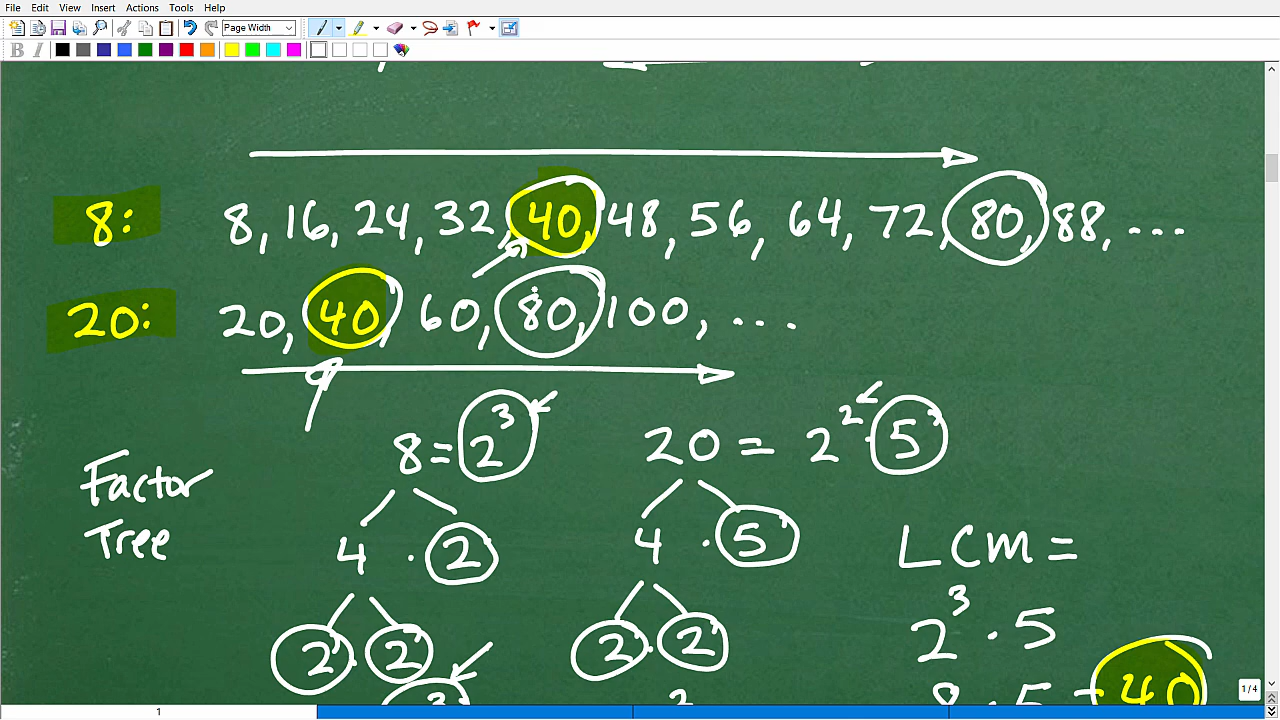 File Edit View Insert Actions Tools Help
Page Width
B I
8: 8, 16, 24, 32, 40, 48, 56, 64, 72, 80, 88, ...
20: 20, 40, 60, 80, 100, ...
8 = 2³ 20 = 2² · 5
Factor
Tree
4 · 2 4 · 5
LCM =
2 · 2 2 · 2
2³ · 5
8 · 5 = 40
1/4
1